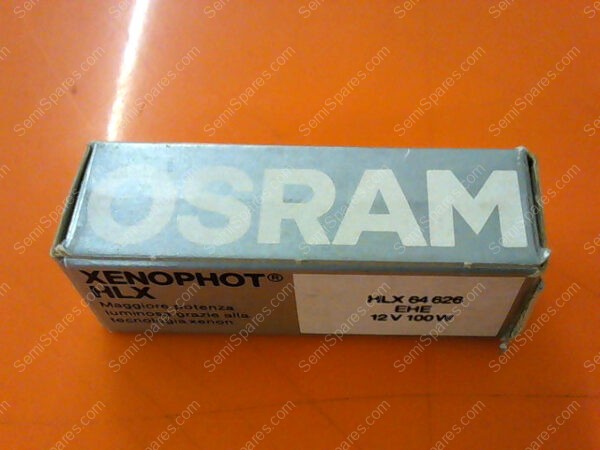 OSRAM
XENOPHOT®
HLX
Maggiore potenza
luminosa grazie alla
tecnologia xenon
HLX 64 626
EHE
12 V 100 W
SemiSpares.com